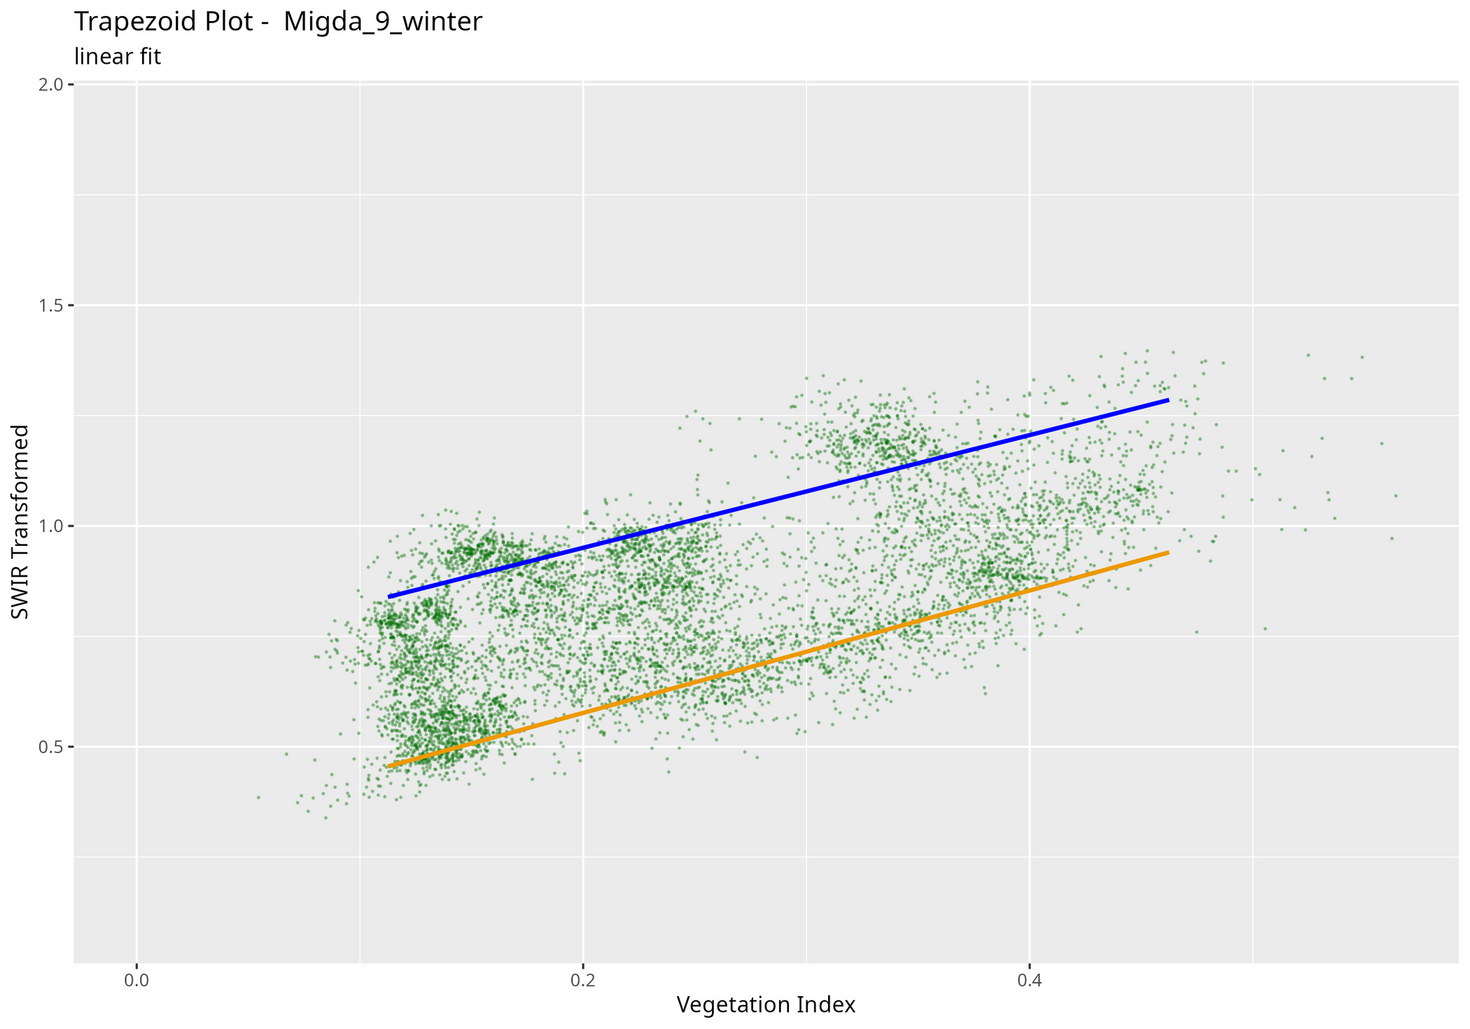 Trapezoid Plot -  Migda_9_winter
linear fit
2.0
1.5
1.0
0.5
SWIR Transformed
0.0
0.2
0.4
Vegetation Index